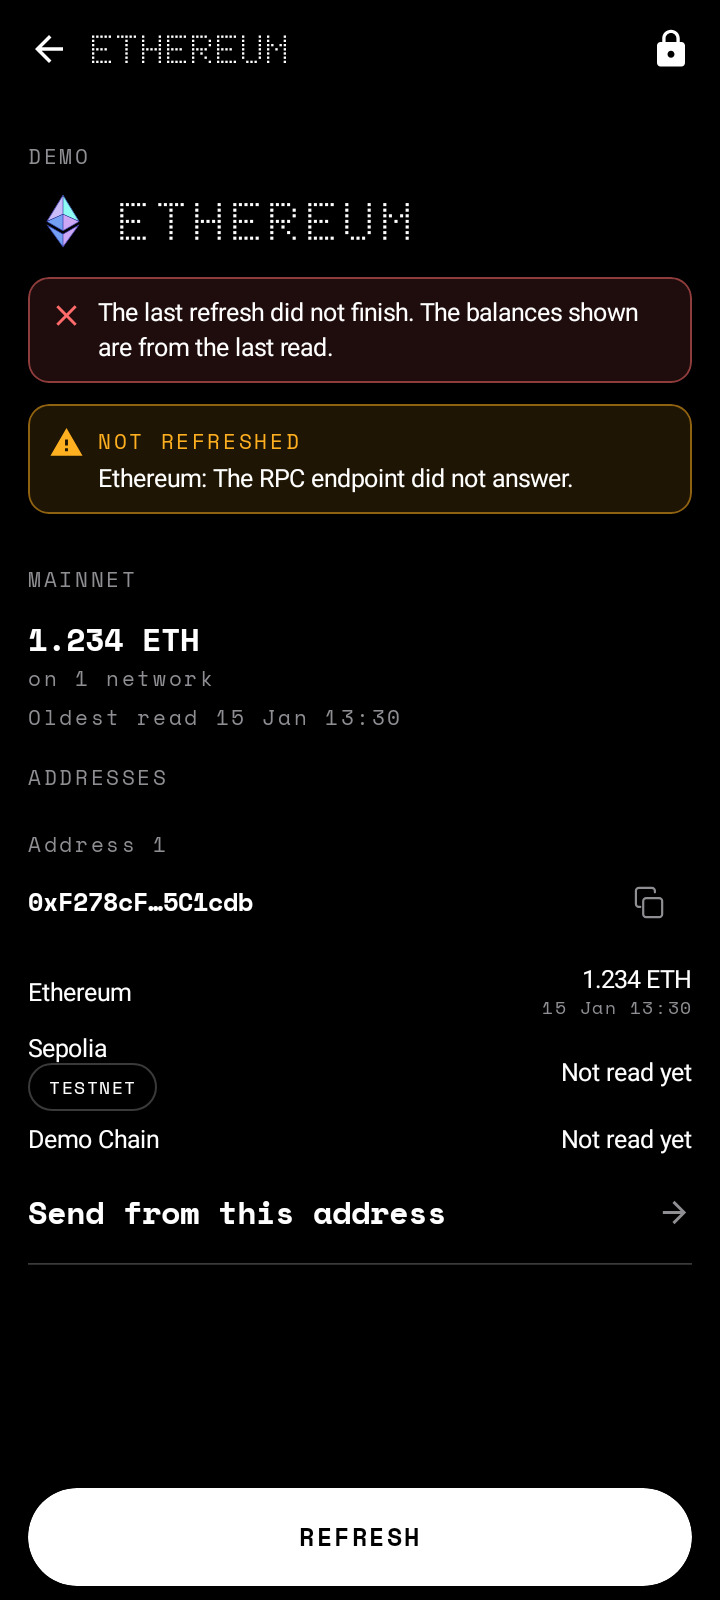 ETHEREUM
DEMO
ETHEREUM
The last refresh did not finish. The balances shown
are from the last read.
NOT REFRESHED
Ethereum: The RPC endpoint did not answer.
MAINNET
1.234 ETH
on 1 network
Oldest read 15 Jan 13:30
ADDRESSES
Address 1
0xF278cF…5C1cdb
Ethereum
1.234 ETH
15 Jan 13:30
Sepolia
TESTNET
Not read yet
Demo Chain
Not read yet
Send from this address
REFRESH